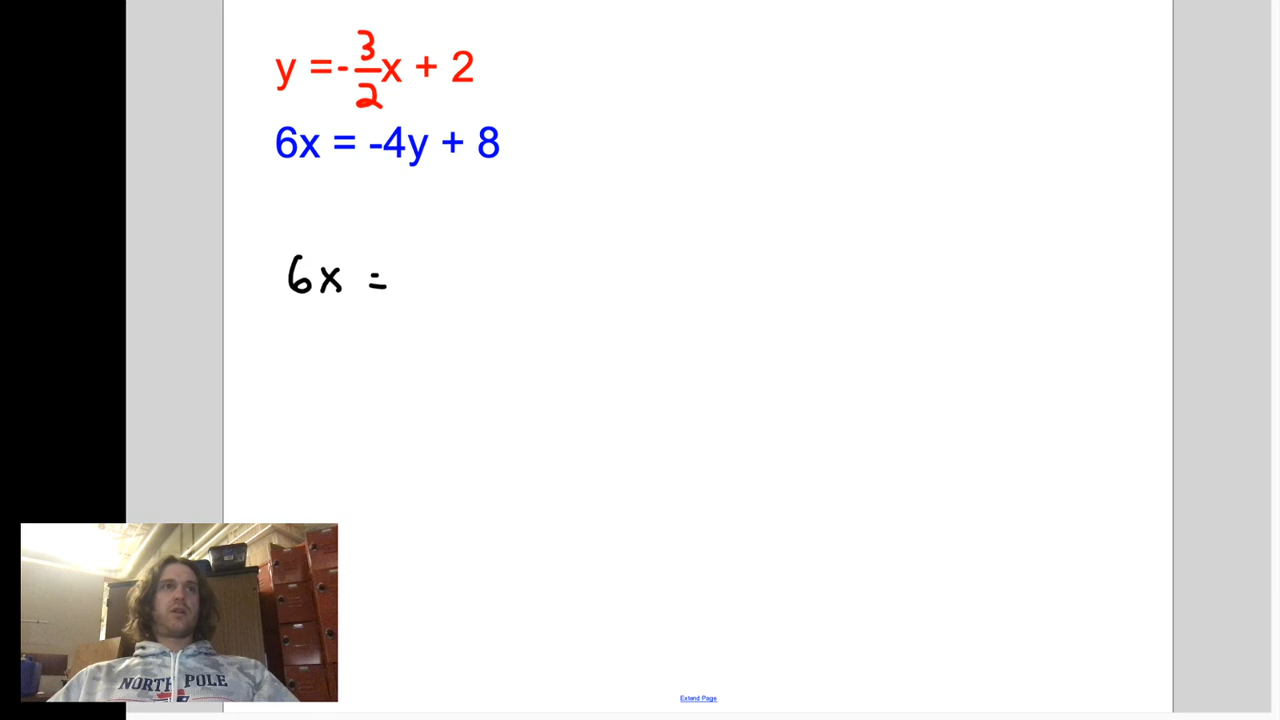 y = -3/2x + 2
6x = -4y + 8
6x =
NORTH POLE
Extend Page